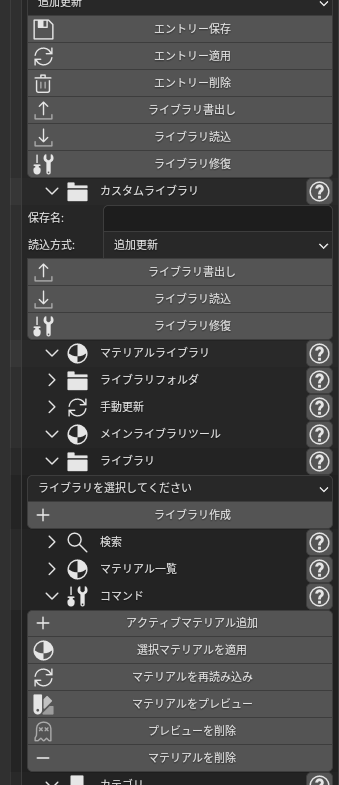 追加更新
エントリー保存
エントリー適用
エントリー削除
ライブラリ書出し
ライブラリ読込
ライブラリ修復
カスタムライブラリ
保存名:
読込方式: 追加更新
ライブラリ書出し
ライブラリ読込
ライブラリ修復
マテリアルライブラリ
ライブラリフォルダ
手動更新
メインライブラリツール
ライブラリ
ライブラリを選択してください
ライブラリ作成
検索
マテリアル一覧
コマンド
アクティブマテリアル追加
選択マテリアルを適用
マテリアルを再読み込み
マテリアルをプレビュー
プレビューを削除
マテリアルを削除
カテゴリ